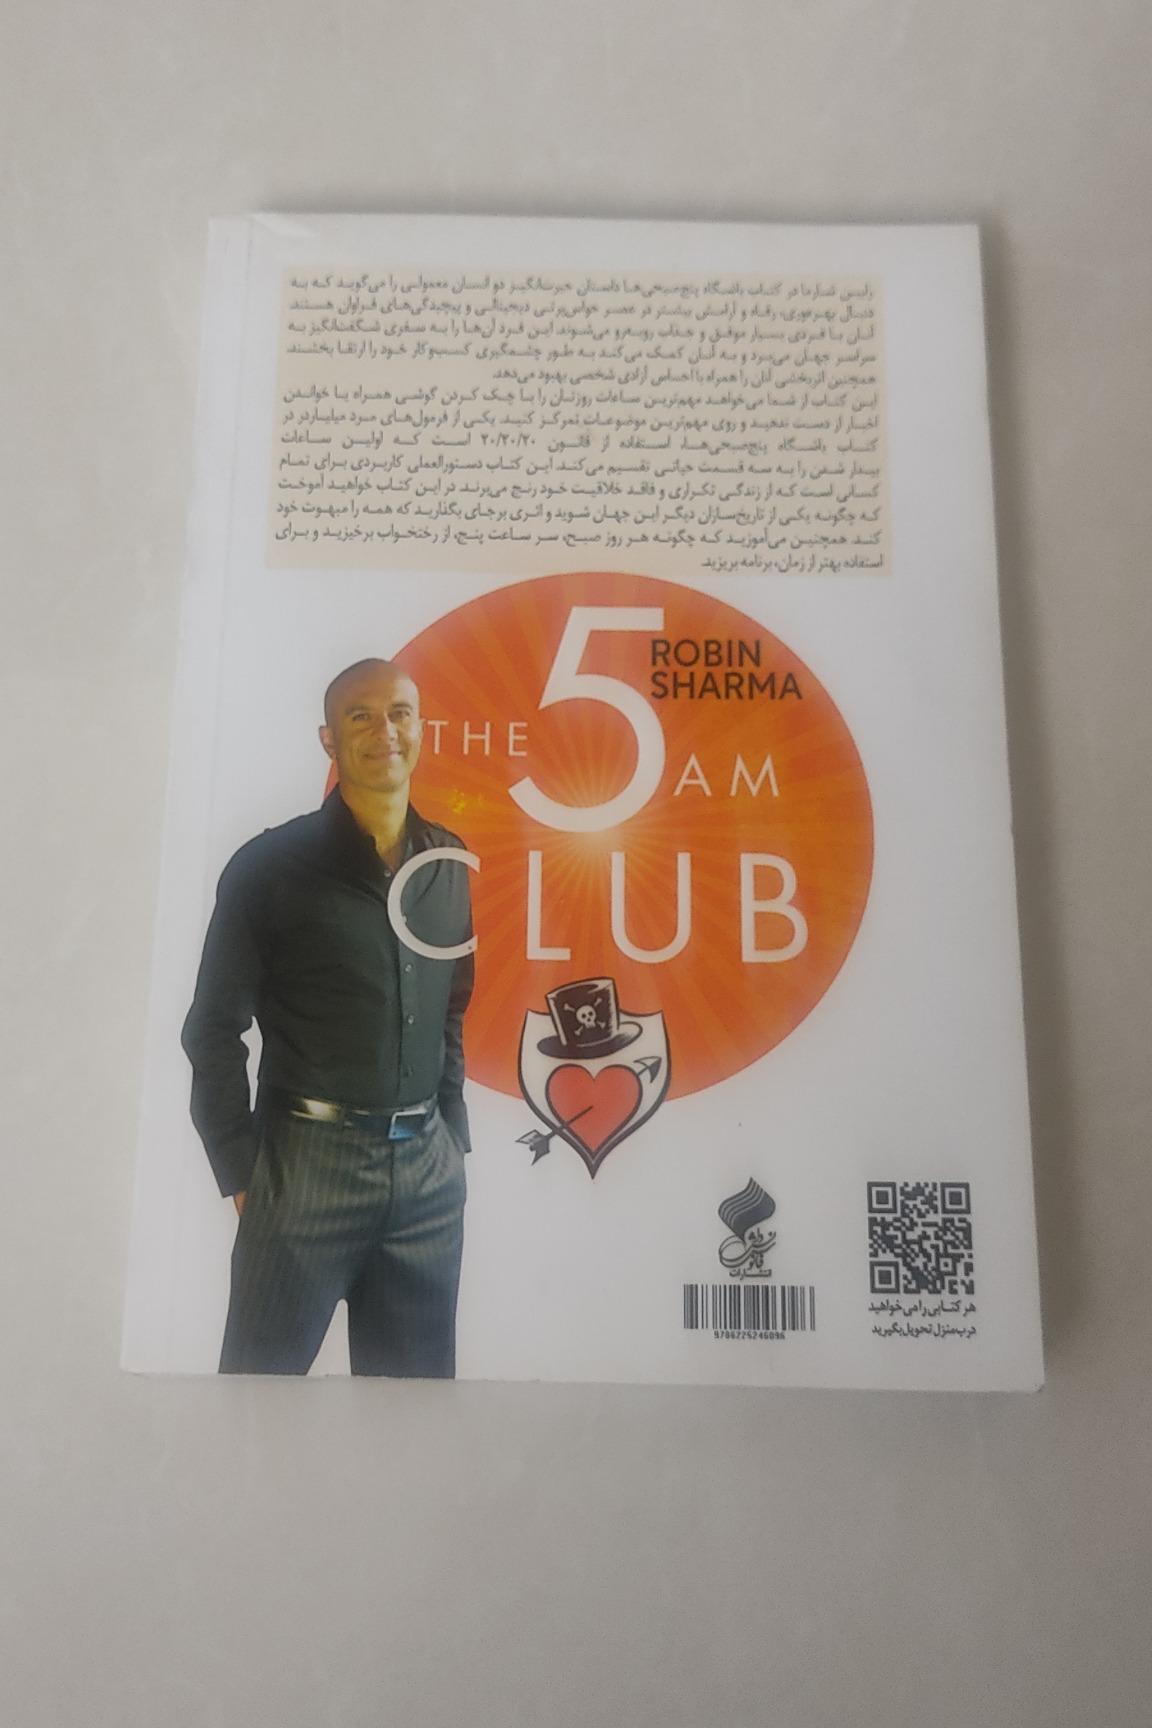 رابین شارما در کتاب باشگاه پنج‌صبحی‌ها داستان حیرت‌انگیز دو انسان معمولی را می‌گوید که به
دنبال بهره‌وری، رفاه و آرامش بیشتر در عصر حواس‌پرتی دیجیتالی و پیچیدگی‌های فراوان هستند.
آنان با فردی بسیار موفق و جذاب روبه‌رو می‌شوند. این فرد آن‌ها را به سفری شگفت‌انگیز به
سراسر جهان می‌برد و به آنان کمک می‌کند به طور چشمگیری کسب‌وکار خود را ارتقا بخشند.
همچنین اثربخشی آنان را همراه با احساس آزادی شخصی بهبود می‌دهد.
این کتاب از شما می‌خواهد مهم‌ترین ساعات روزتان را با چک کردن گوشی همراه یا خواندن
اخبار از دست ندهید و روی مهم‌ترین موضوعات تمرکز کنید. یکی از فرمول‌های مرد میلیاردر در
کتاب باشگاه پنج‌صبحی‌ها، استفاده از قانون ۲۰/۲۰/۲۰ است که اولین ساعات
بیدار شدن را به سه قسمت حیاتی تقسیم می‌کند. این کتاب دستورالعملی کاربردی برای تمام
کسانی است که از زندگی تکراری و فاقد خلاقیت خود رنج می‌برند. در این کتاب خواهید آموخت
که چگونه یکی از تاریخ‌سازان دیگر این جهان شوید و اثری برجای بگذارید که همه را مبهوت خود
کند. همچنین می‌آموزید که چگونه هر روز صبح، سر ساعت پنج، از رختخواب برخیزید و برای
استفاده بهتر از زمان، برنامه بریزید.
ROBIN
SHARMA
THE 5 AM
CLUB
انتشارات
9786225246096
هر کتابی را می‌خواهید
درب منزل تحویل بگیرید